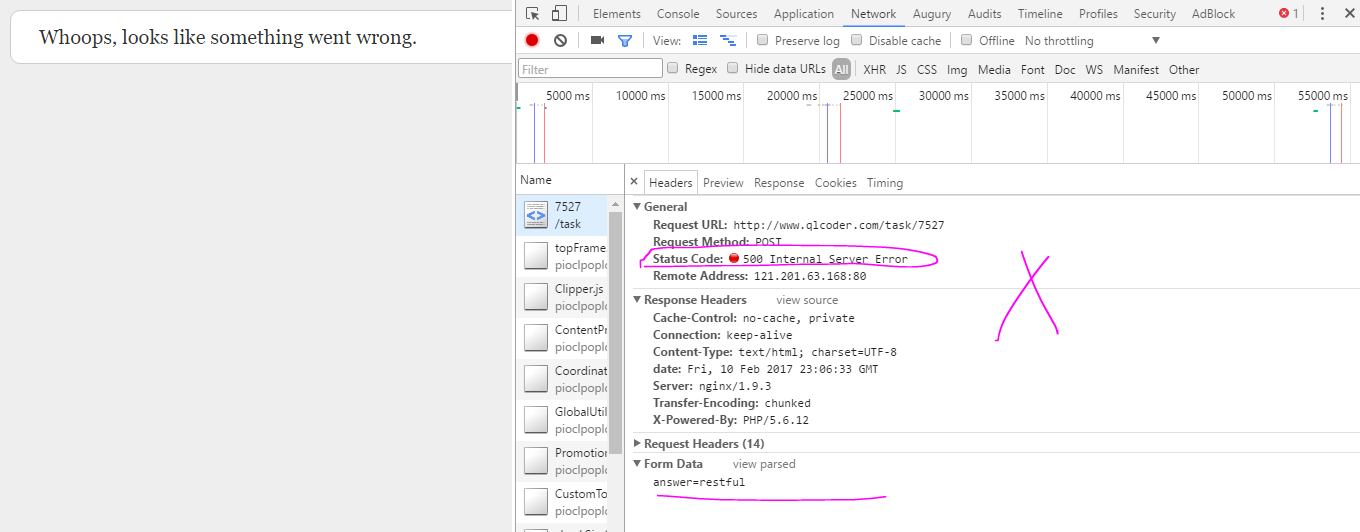 Whoops, looks like something went wrong.
Elements Console Sources Application Network Augury Audits Timeline Profiles Security AdBlock 1
View: Preserve log Disable cache Offline No throttling
Filter Regex Hide data URLs All XHR JS CSS Img Media Font Doc WS Manifest Other
5000 ms 10000 ms 15000 ms 20000 ms 25000 ms 30000 ms 35000 ms 40000 ms 45000 ms 50000 ms 55000 ms
Name
Headers Preview Response Cookies Timing
7527
/task
topFrame.
pioclpoplc
Clipper.js
pioclpoplc
ContentPr
pioclpoplc
Coordinat
pioclpoplc
GlobalUtil
pioclpoplc
Promotion
pioclpoplc
CustomTo
pioclpoplc
General
Request URL: http://www.qlcoder.com/task/7527
Request Method: POST
Status Code: 500 Internal Server Error
Remote Address: 121.201.63.168:80
Response Headers view source
Cache-Control: no-cache, private
Connection: keep-alive
Content-Type: text/html; charset=UTF-8
date: Fri, 10 Feb 2017 23:06:33 GMT
Server: nginx/1.9.3
Transfer-Encoding: chunked
X-Powered-By: PHP/5.6.12
Request Headers (14)
Form Data view parsed
answer=restful